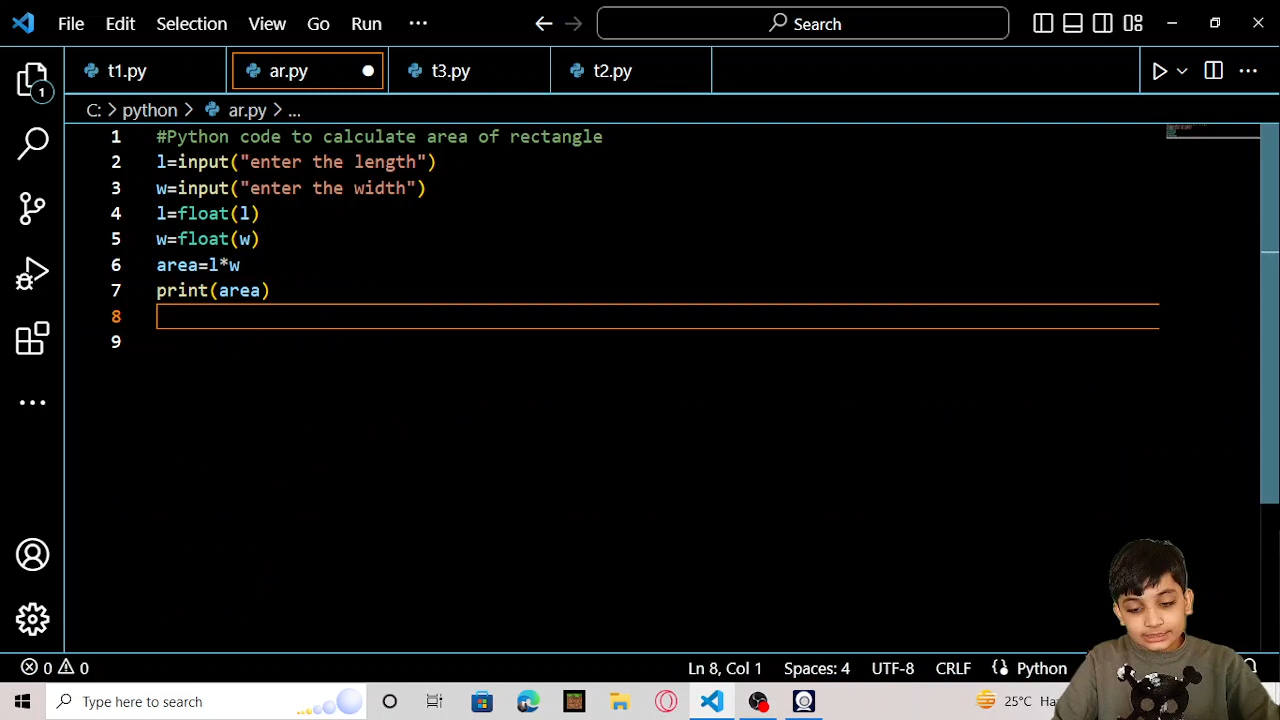 File Edit Selection View Go Run ... Search
t1.py ar.py t3.py t2.py ...
1
C: > python > ar.py > ...
1 #Python code to calculate area of rectangle
2 l=input("enter the length")
3 w=input("enter the width")
4 l=float(l)
5 w=float(w)
6 area=l*w
7 print(area)
8
9
0 0 Ln 8, Col 1 Spaces: 4 UTF-8 CRLF Python
Type here to search 25°C